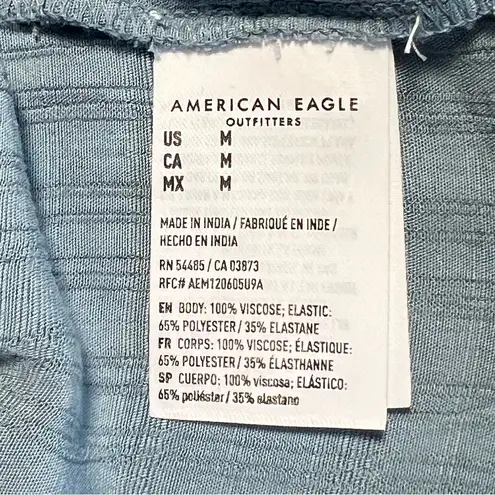 AMERICAN EAGLE
OUTFITTERS
US M
CA M
MX M
MADE IN INDIA / FABRIQUÉ EN INDE /
HECHO EN INDIA
RN 54485 / CA 03873
RFC# AEM120605U9A
EN BODY: 100% VISCOSE; ELASTIC:
65% POLYESTER / 35% ELASTANE
FR CORPS: 100% VISCOSE; ÉLASTIQUE:
65% POLYESTER / 35% ÉLASTHANNE
SP CUERPO: 100% viscosa; ELÁSTICO:
65% poliéster / 35% elastano